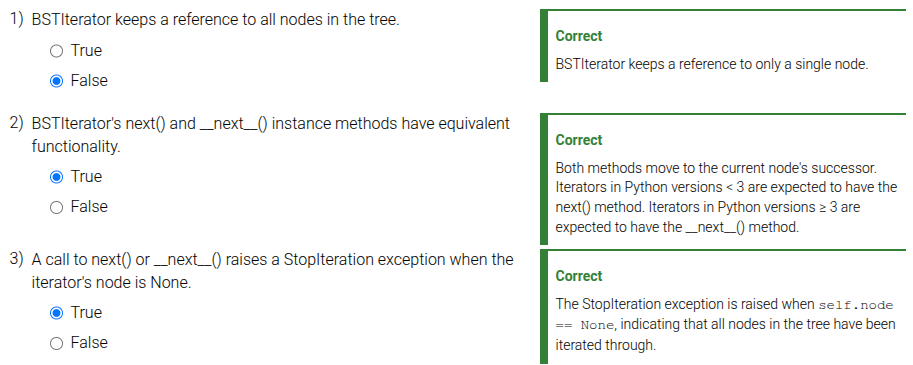 1) BSTIterator keeps a reference to all nodes in the tree.
True
False
Correct
BSTIterator keeps a reference to only a single node.
2) BSTIterator's next() and __next__() instance methods have equivalent
functionality.
True
False
Correct
Both methods move to the current node's successor.
Iterators in Python versions < 3 are expected to have the
next() method. Iterators in Python versions ≥ 3 are
expected to have the __next__() method.
3) A call to next() or __next__() raises a StopIteration exception when the
iterator's node is None.
True
False
Correct
The StopIteration exception is raised when self.node
== None, indicating that all nodes in the tree have been
iterated through.